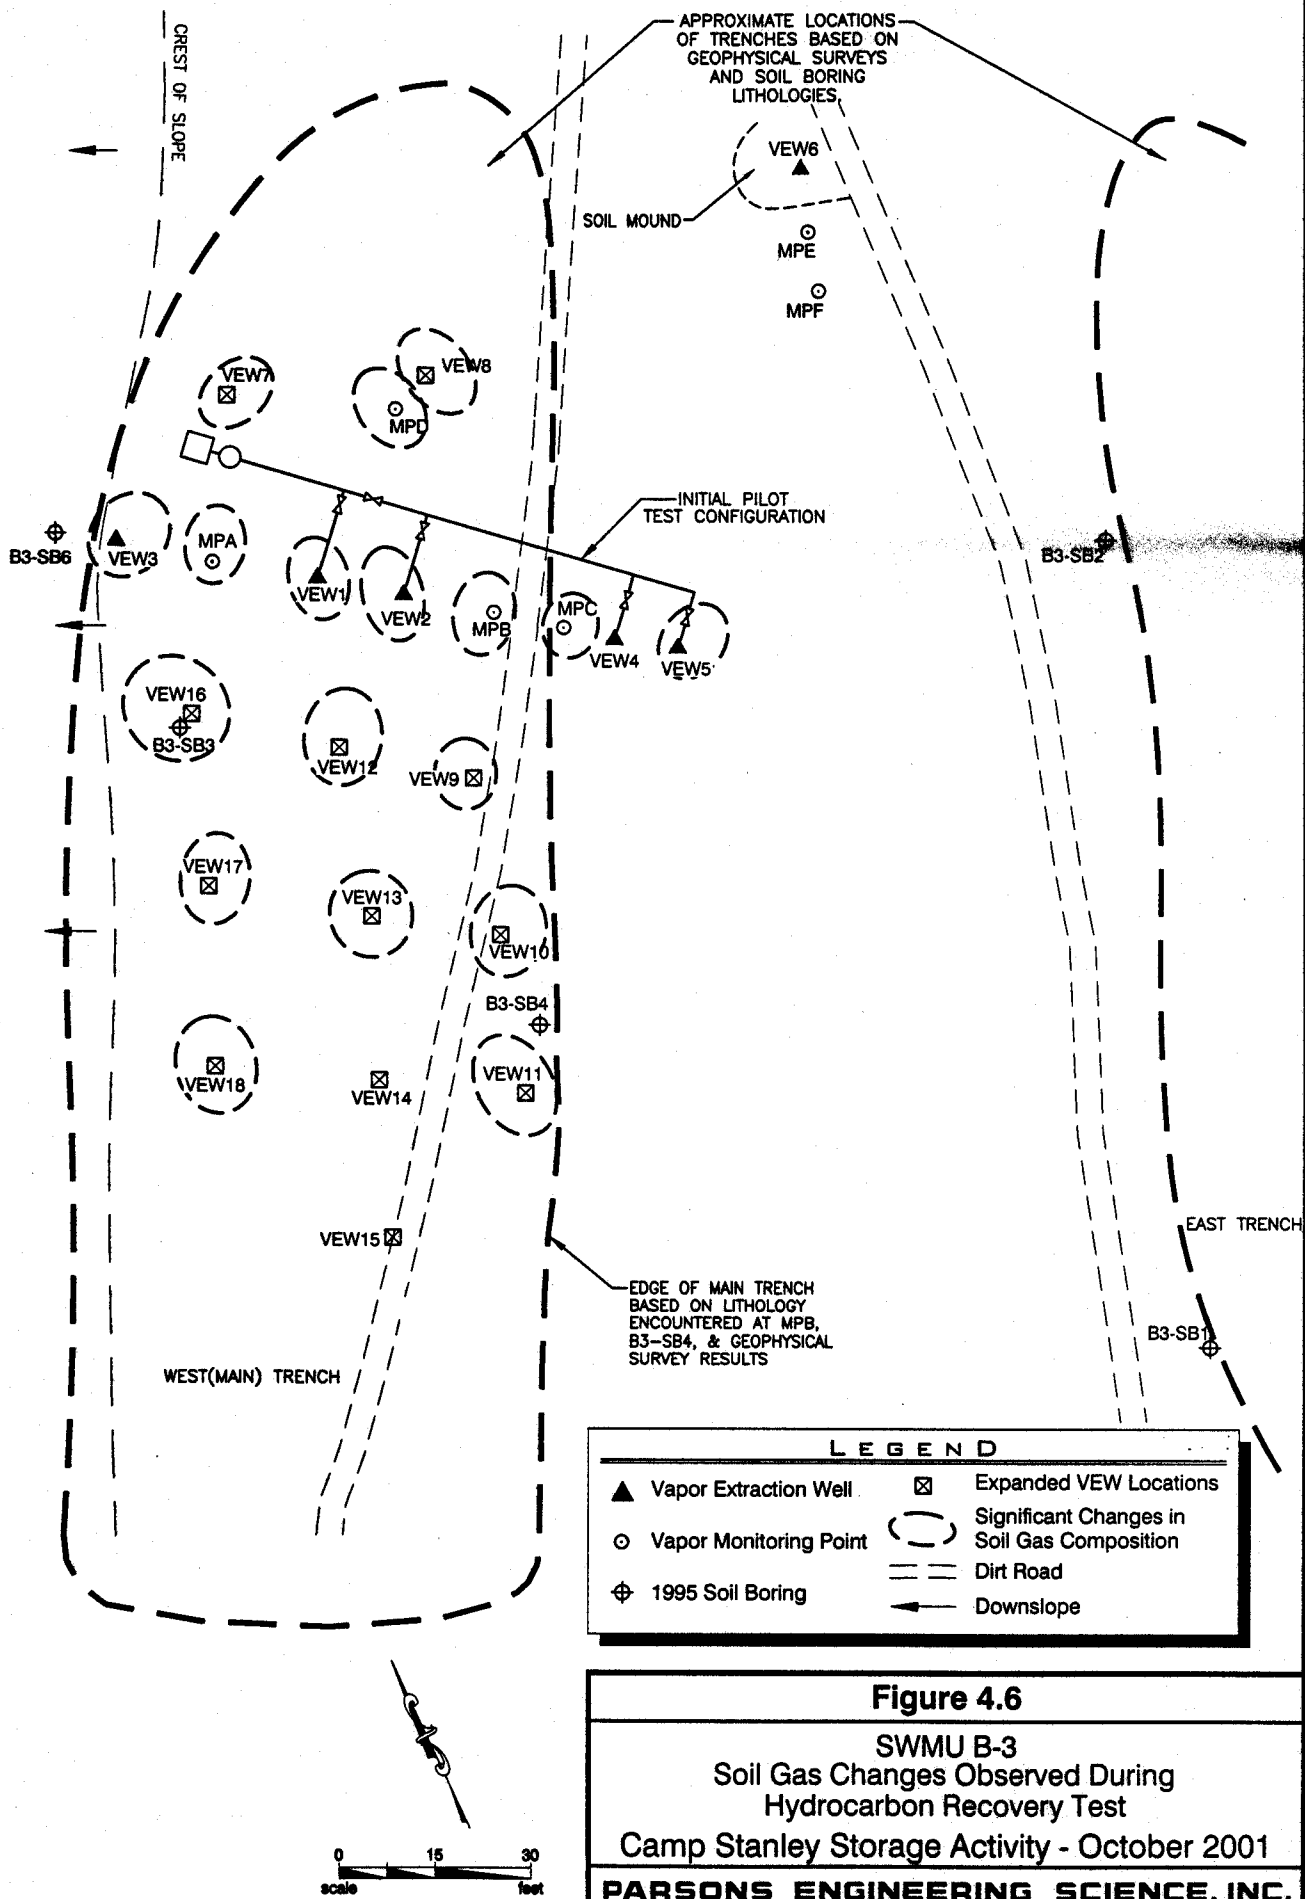 CREST OF SLOPE
APPROXIMATE LOCATIONS
OF TRENCHES BASED ON
GEOPHYSICAL SURVEYS
AND SOIL BORING
LITHOLOGIES
VEW6
SOIL MOUND
MPE
MPF
VEW7
VEW8
MPD
INITIAL PILOT
TEST CONFIGURATION
B3-SB6
VEW3
MPA
VEW1
VEW2
MPB
MPC
VEW4
VEW5
B3-SB2
VEW16
B3-SB3
VEW12
VEW9
VEW17
VEW13
VEW10
B3-SB4
VEW18
VEW14
VEW11
VEW15
EAST TRENCH
EDGE OF MAIN TRENCH
BASED ON LITHOLOGY
ENCOUNTERED AT MPB,
B3-SB4, & GEOPHYSICAL
SURVEY RESULTS
B3-SB1
WEST(MAIN) TRENCH
LEGEND
Vapor Extraction Well
Expanded VEW Locations
Vapor Monitoring Point
Significant Changes in
Soil Gas Composition
1995 Soil Boring
Dirt Road
Downslope
Figure 4.6
SWMU B-3
Soil Gas Changes Observed During
Hydrocarbon Recovery Test
Camp Stanley Storage Activity - October 2001
PARSONS ENGINEERING SCIENCE, INC.
0 15 30
scale feet